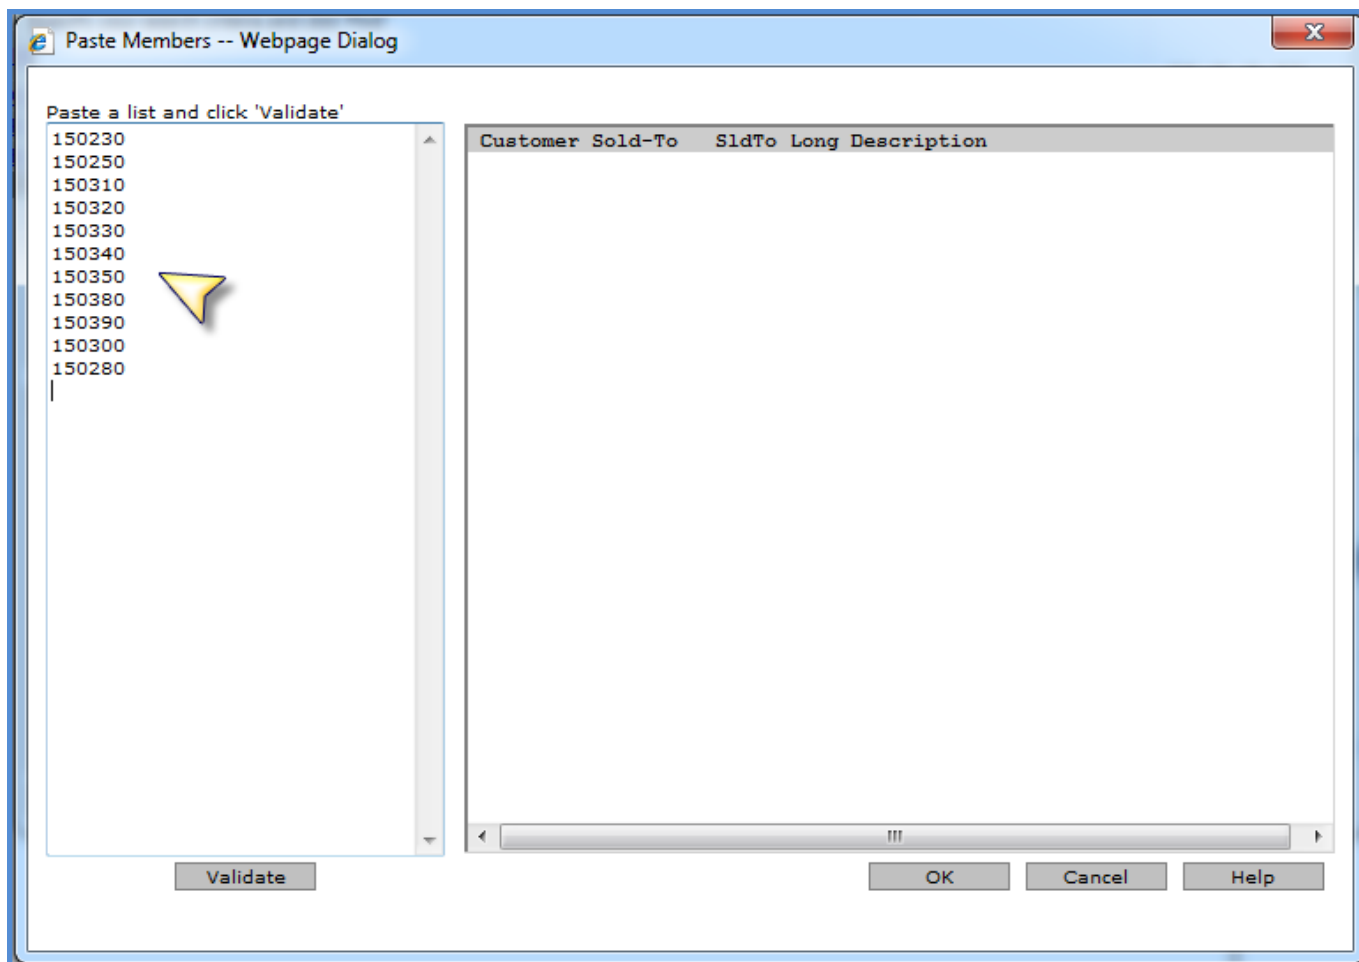 Paste Members -- Webpage Dialog
X
Paste a list and click 'Validate'
150230
150250
150310
150320
150330
150340
150350
150380
150390
150300
150280
Customer Sold-To SldTo Long Description
Validate
OK Cancel Help